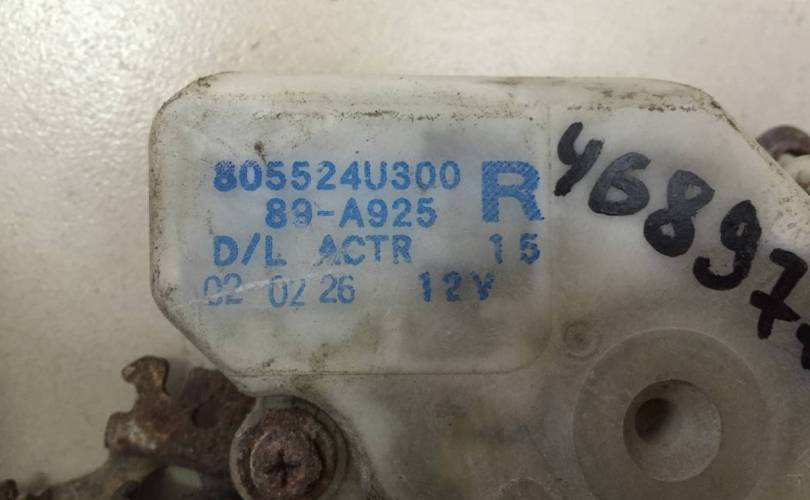 805524U300 R
89-A925
D/L ACTR 15
02 02 26 12V
46897